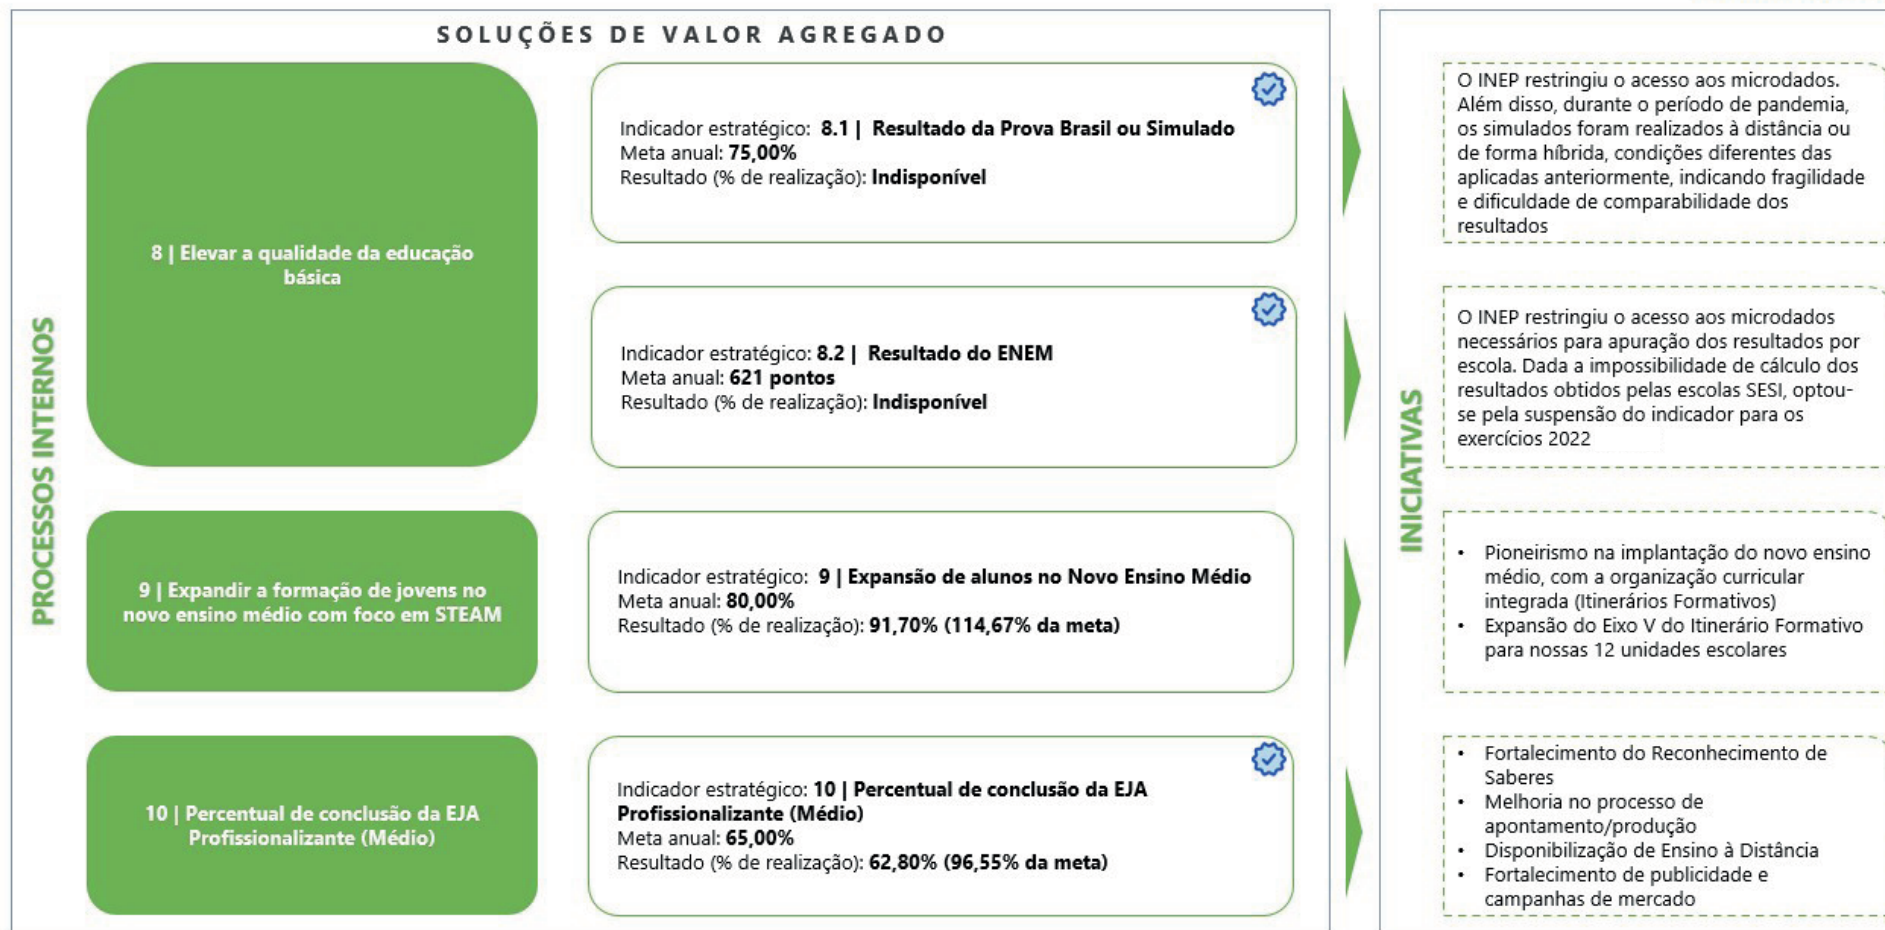 SOLUÇÕES DE VALOR AGREGADO
PROCESSOS INTERNOS
8 | Elevar a qualidade da educação
básica
Indicador estratégico: 8.1 | Resultado da Prova Brasil ou Simulado
Meta anual: 75,00%
Resultado (% de realização): Indisponível
Indicador estratégico: 8.2 | Resultado do ENEM
Meta anual: 621 pontos
Resultado (% de realização): Indisponível
9 | Expandir a formação de jovens no
novo ensino médio com foco em STEAM
Indicador estratégico: 9 | Expansão de alunos no Novo Ensino Médio
Meta anual: 80,00%
Resultado (% de realização): 91,70% (114,67% da meta)
10 | Percentual de conclusão da EJA
Profissionalizante (Médio)
Indicador estratégico: 10 | Percentual de conclusão da EJA
Profissionalizante (Médio)
Meta anual: 65,00%
Resultado (% de realização): 62,80% (96,55% da meta)
INICIATIVAS
O INEP restringiu o acesso aos microdados.
Além disso, durante o período de pandemia,
os simulados foram realizados à distância ou
de forma híbrida, condições diferentes das
aplicadas anteriormente, indicando fragilidade
e dificuldade de comparabilidade dos
resultados
O INEP restringiu o acesso aos microdados
necessários para apuração dos resultados por
escola. Dada a impossibilidade de cálculo dos
resultados obtidos pelas escolas SESI, optou-
se pela suspensão do indicador para os
exercícios 2022
• Pioneirismo na implantação do novo ensino
médio, com a organização curricular
integrada (Itinerários Formativos)
• Expansão do Eixo V do Itinerário Formativo
para nossas 12 unidades escolares
• Fortalecimento do Reconhecimento de
Saberes
• Melhoria no processo de
apontamento/produção
• Disponibilização de Ensino à Distância
• Fortalecimento de publicidade e
campanhas de mercado